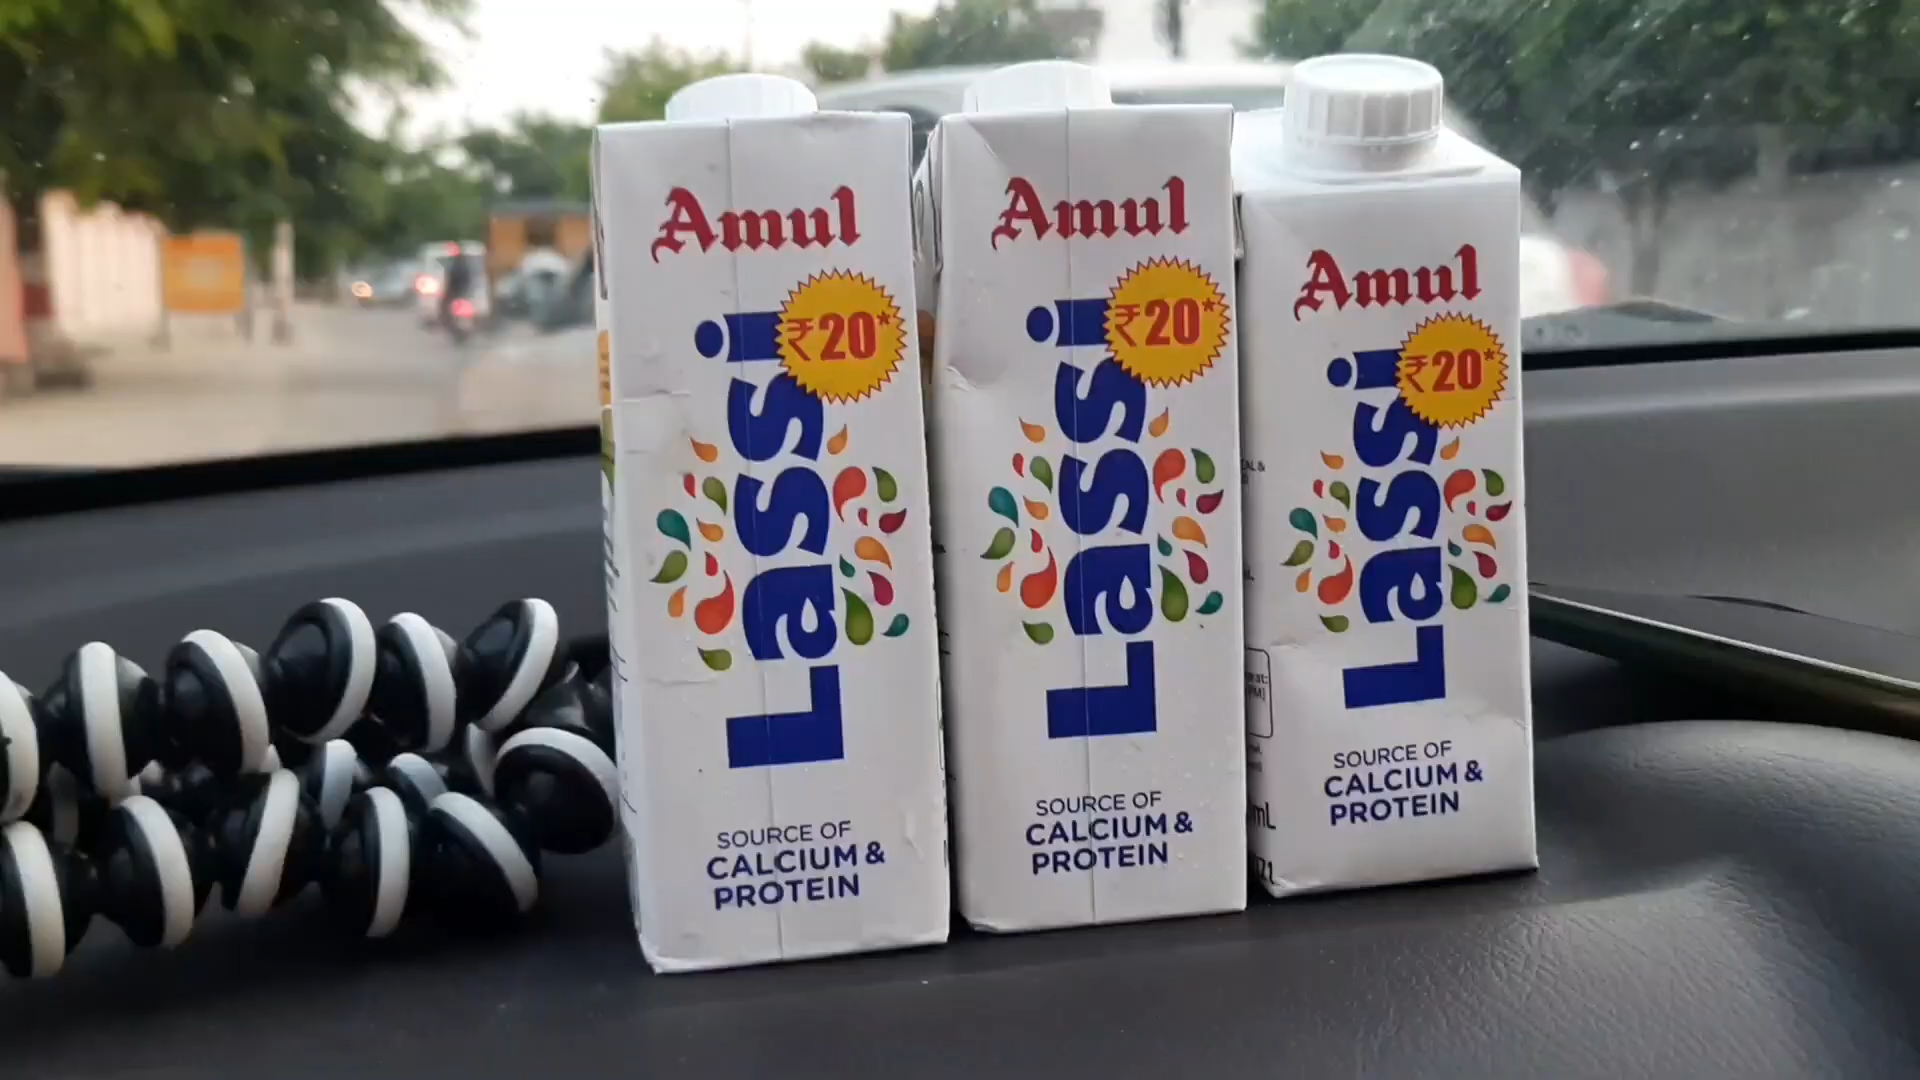 Amul
₹20*
Lassi
SOURCE OF
CALCIUM &
PROTEIN
Amul
₹20*
Lassi
SOURCE OF
CALCIUM &
PROTEIN
Amul
₹20*
Lassi
SOURCE OF
CALCIUM &
PROTEIN